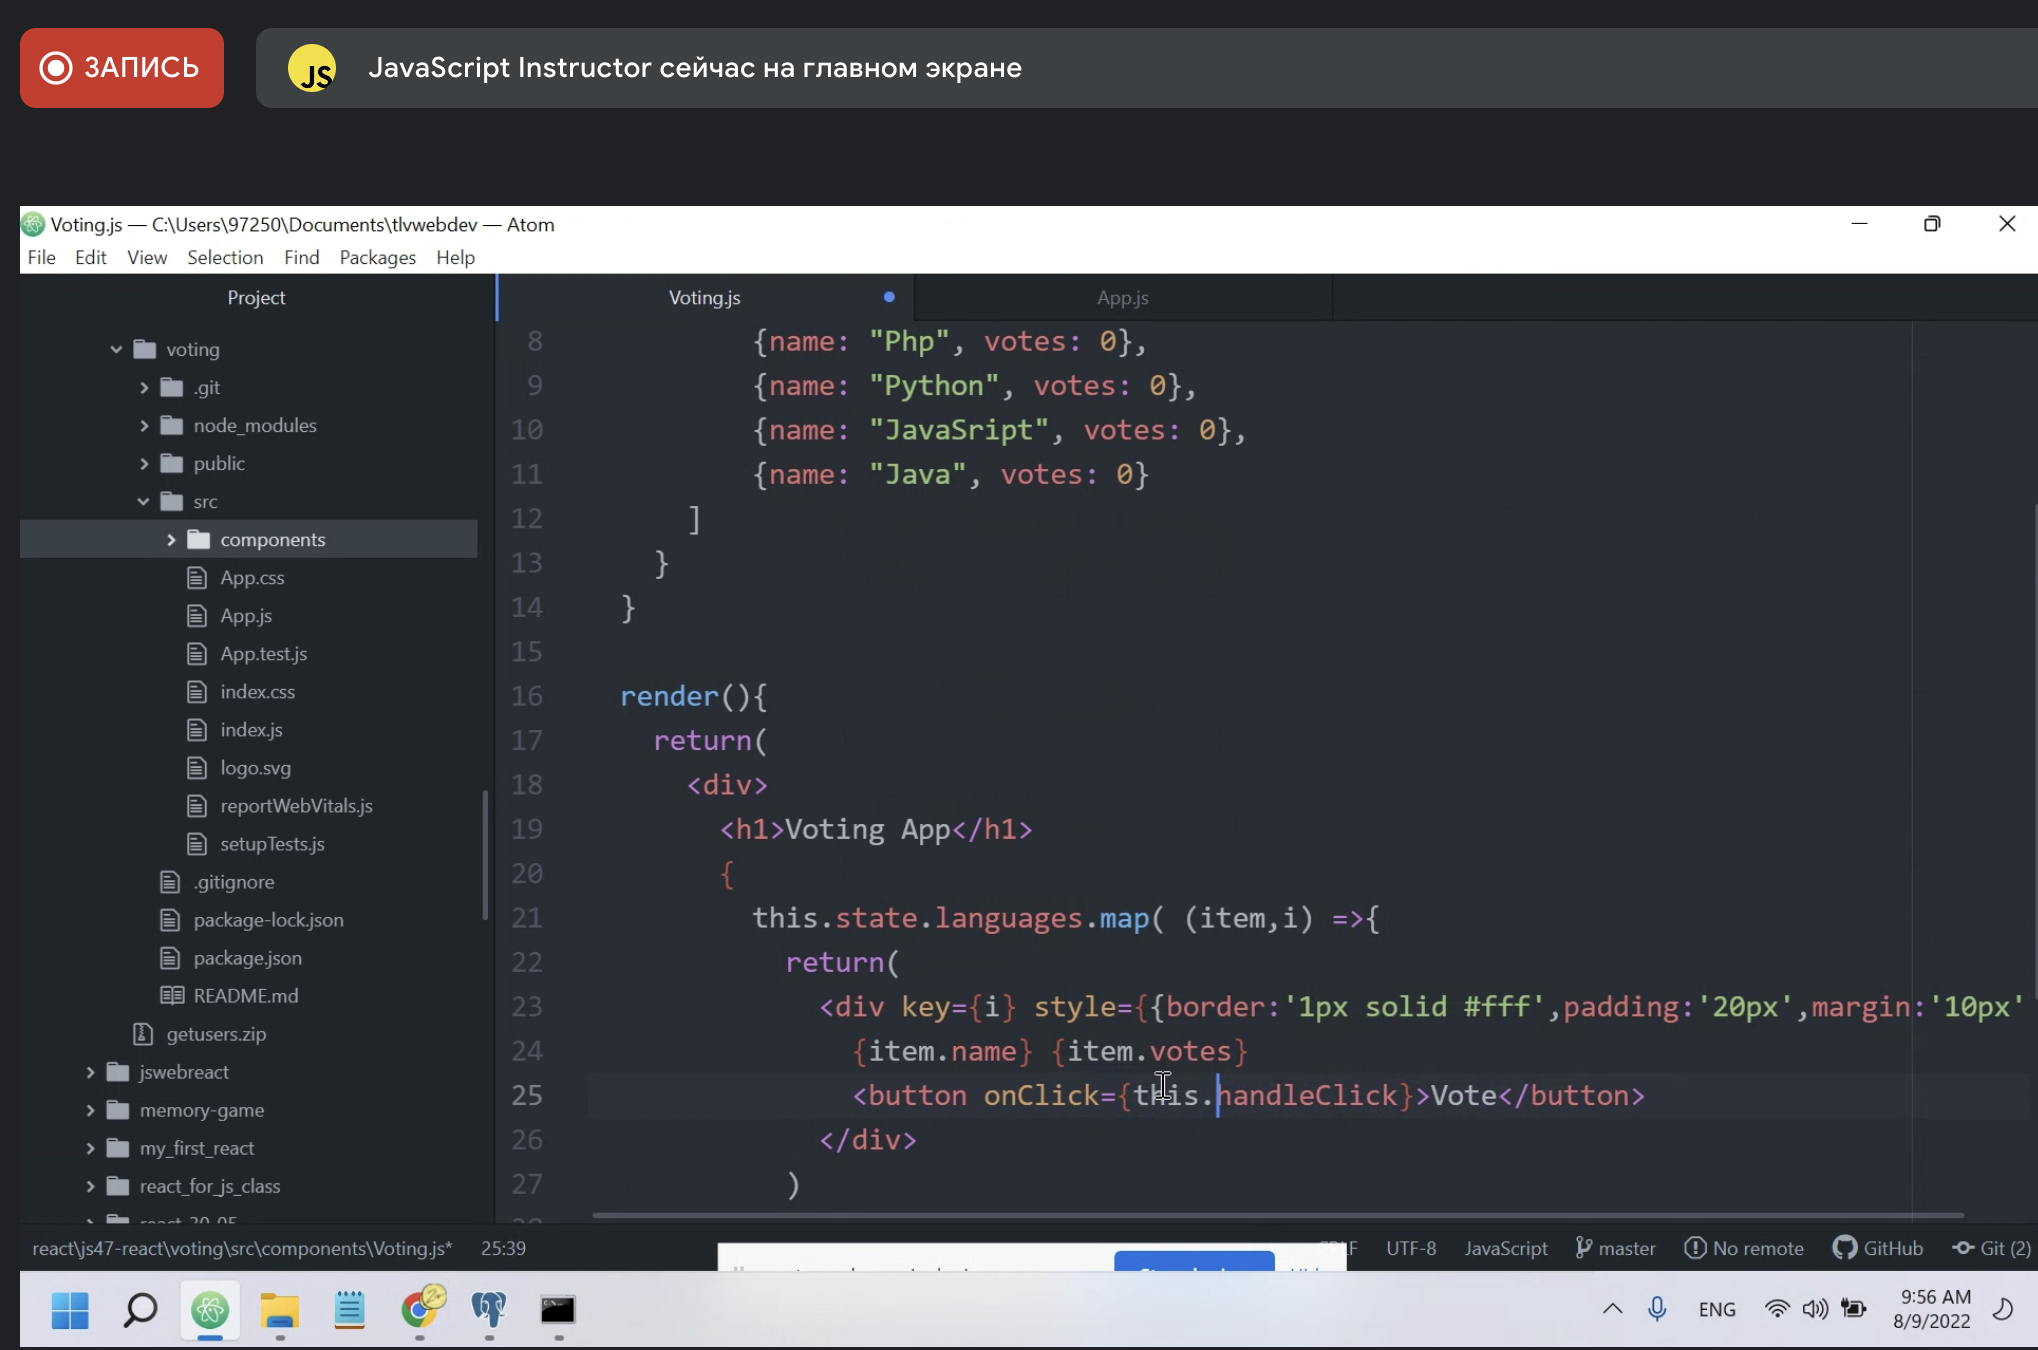 ЗАПИСЬ
JS JavaScript Instructor сейчас на главном экране
Voting.js — C:\Users\97250\Documents\tlvwebdev — Atom
File Edit View Selection Find Packages Help
Project
voting
.git
node_modules
public
src
components
App.css
App.js
App.test.js
index.css
index.js
logo.svg
reportWebVitals.js
setupTests.js
.gitignore
package-lock.json
package.json
README.md
getusers.zip
jswebreact
memory-game
my_first_react
react_for_js_class
Voting.js App.js
8 {name: "Php", votes: 0},
9 {name: "Python", votes: 0},
10 {name: "JavaSript", votes: 0},
11 {name: "Java", votes: 0}
12 ]
13 }
14 }
15
16 render(){
17 return(
18 <div>
19 <h1>Voting App</h1>
20 {
21 this.state.languages.map( (item,i) =>{
22 return(
23 <div key={i} style={{border:'1px solid #fff',padding:'20px',margin:'10px'
24 {item.name} {item.votes}
25 <button onClick={this.handleClick}>Vote</button>
26 </div>
27 )
react\js47-react\voting\src\components\Voting.js* 25:39 UTF-8 JavaScript master No remote GitHub Git (2)
ENG 9:56 AM
8/9/2022